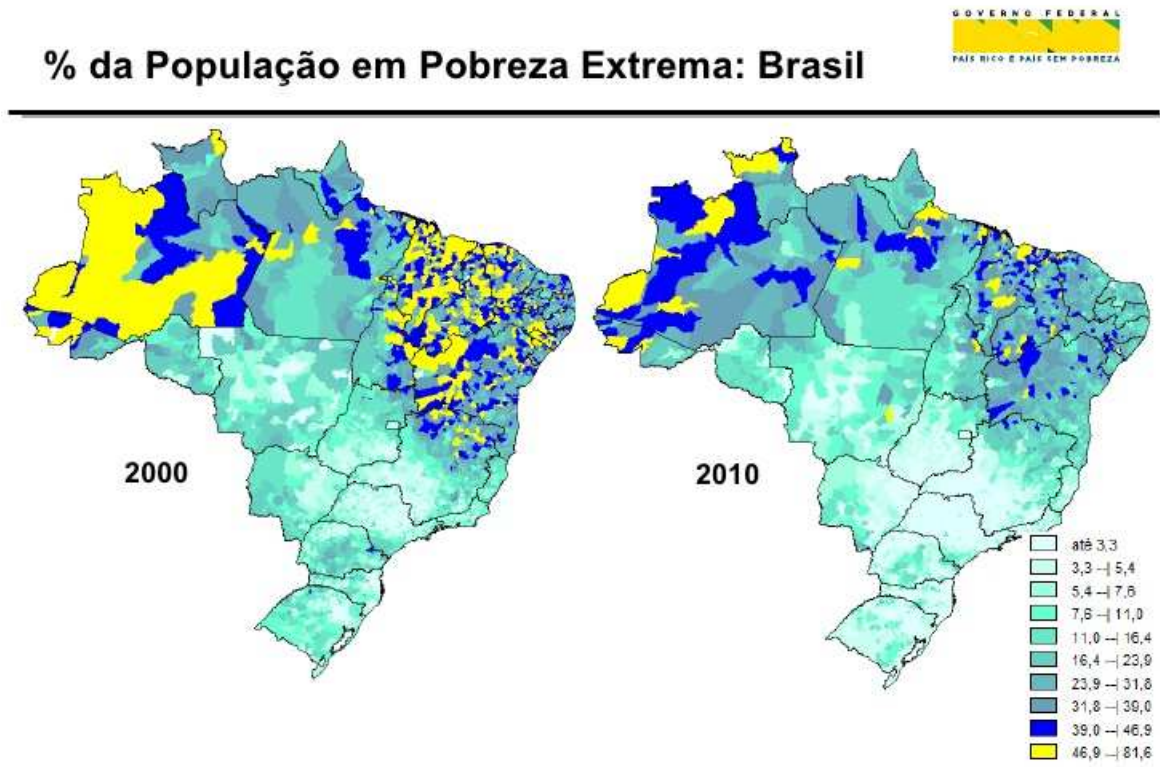 GOVERNO FEDERAL
PAÍS RICO É PAÍS SEM POBREZA
% da População em Pobreza Extrema: Brasil
2000
2010
até 3,3
3,3 --| 5,4
5,4 --| 7,6
7,6 --| 11,0
11,0 --| 16,4
16,4 --| 23,9
23,9 --| 31,8
31,8 --| 39,0
39,0 --| 46,9
46,9 --| 81,6